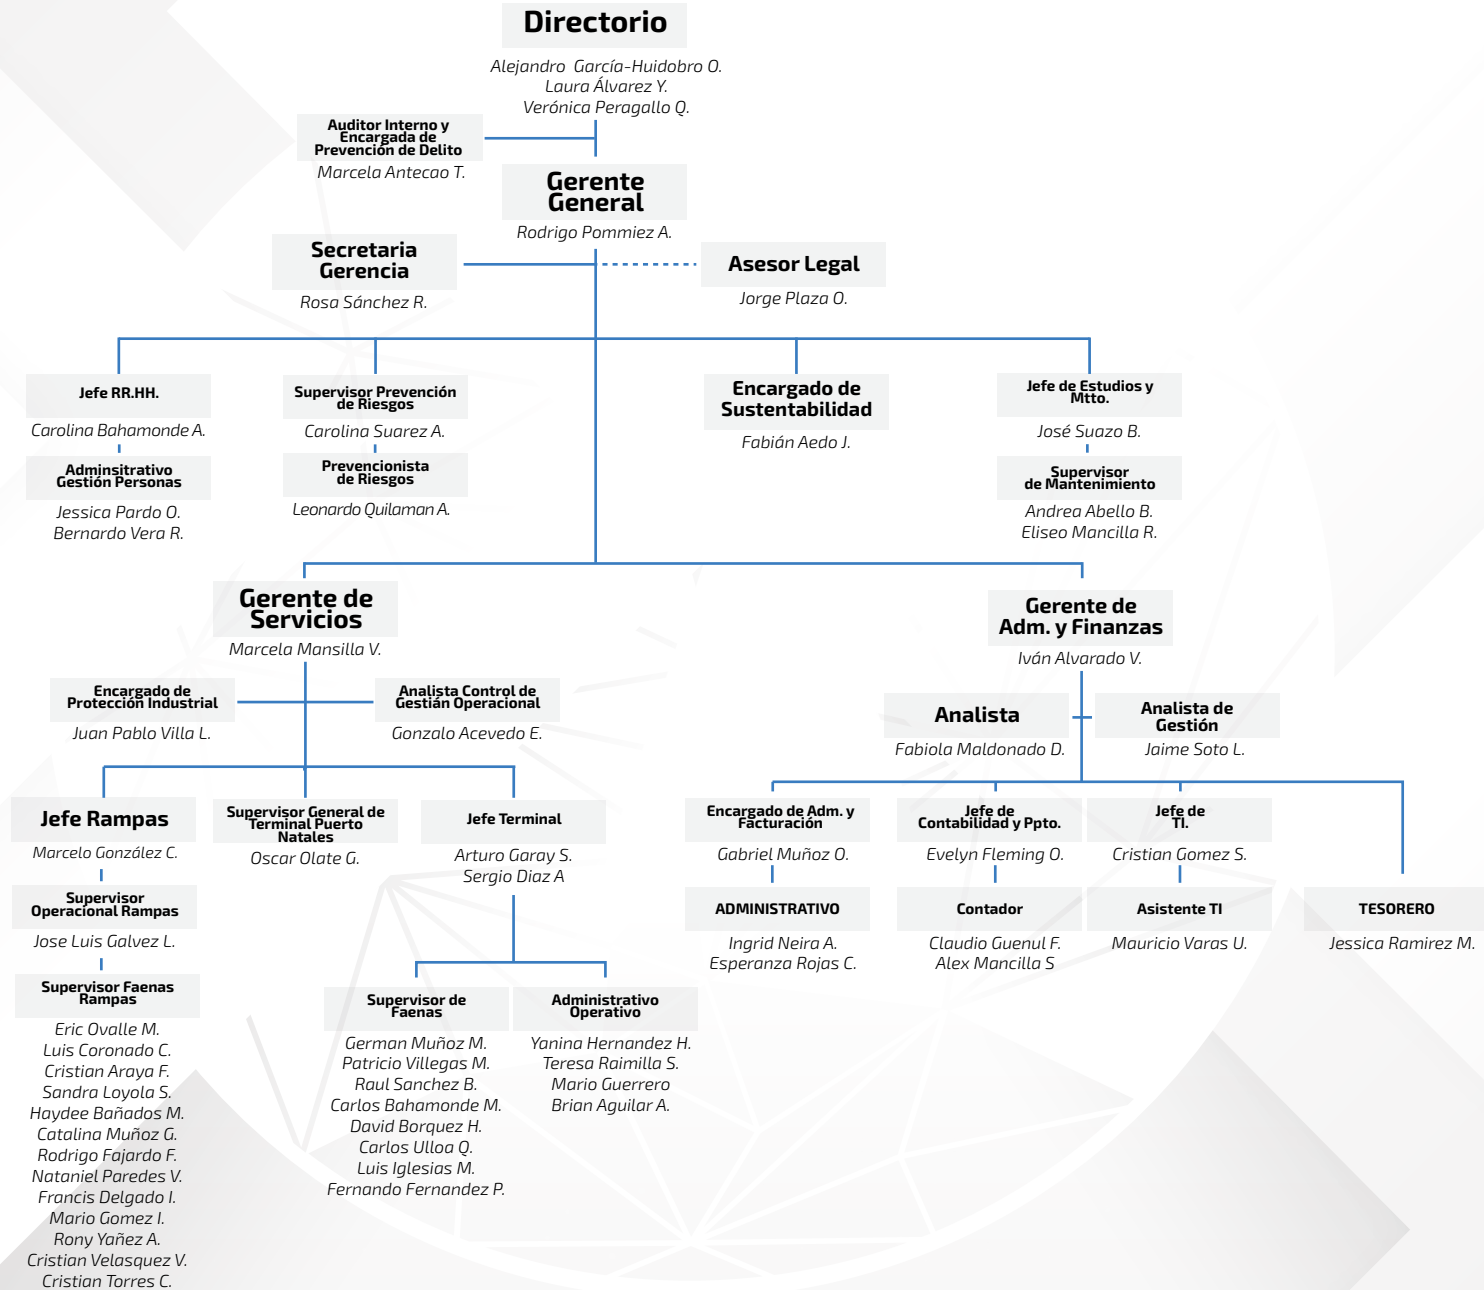 Directorio
Alejandro García-Huidobro O.
Laura Álvarez Y.
Verónica Peragallo Q.
Auditor Interno y
Encargada de
Prevención de Delito
Marcela Antecao T.
Gerente
General
Rodrigo Pommiez A.
Secretaria
Gerencia
Rosa Sánchez R.
Asesor Legal
Jorge Plaza O.
Jefe RR.HH.
Carolina Bahamonde A.
Adminsitrativo
Gestión Personas
Jessica Pardo O.
Bernardo Vera R.
Supervisor Prevención
de Riesgos
Carolina Suarez A.
Prevencionista
de Riesgos
Leonardo Quilaman A.
Encargado de
Sustentabilidad
Fabián Aedo J.
Jefe de Estudios y
Mtto.
José Suazo B.
Supervisor
de Mantenimiento
Andrea Abello B.
Eliseo Mancilla R.
Gerente de
Servicios
Marcela Mansilla V.
Encargado de
Protección Industrial
Juan Pablo Villa L.
Analista Control de
Gestián Operacional
Gonzalo Acevedo E.
Jefe Rampas
Marcelo González C.
Supervisor
Operacional Rampas
Jose Luis Galvez L.
Supervisor Faenas
Rampas
Eric Ovalle M.
Luis Coronado C.
Cristian Araya F.
Sandra Loyola S.
Haydee Bañados M.
Catalina Muñoz G.
Rodrigo Fajardo F.
Nataniel Paredes V.
Francis Delgado I.
Mario Gomez I.
Rony Yañez A.
Cristian Velasquez V.
Cristian Torres C.
Supervisor General de
Terminal Puerto
Natales
Oscar Olate G.
Jefe Terminal
Arturo Garay S.
Sergio Diaz A
Supervisor de
Faenas
German Muñoz M.
Patricio Villegas M.
Raul Sanchez B.
Carlos Bahamonde M.
David Borquez H.
Carlos Ulloa Q.
Luis Iglesias M.
Fernando Fernandez P.
Administrativo
Operativo
Yanina Hernandez H.
Teresa Raimilla S.
Mario Guerrero
Brian Aguilar A.
Gerente de
Adm. y Finanzas
Iván Alvarado V.
Analista
Fabiola Maldonado D.
Analista de
Gestión
Jaime Soto L.
Encargado de Adm. y
Facturación
Gabriel Muñoz O.
ADMINISTRATIVO
Ingrid Neira A.
Esperanza Rojas C.
Jefe de
Contabilidad y Ppto.
Evelyn Fleming O.
Contador
Claudio Guenul F.
Alex Mancilla S
Jefe de
TI.
Cristian Gomez S.
Asistente TI
Mauricio Varas U.
TESORERO
Jessica Ramirez M.